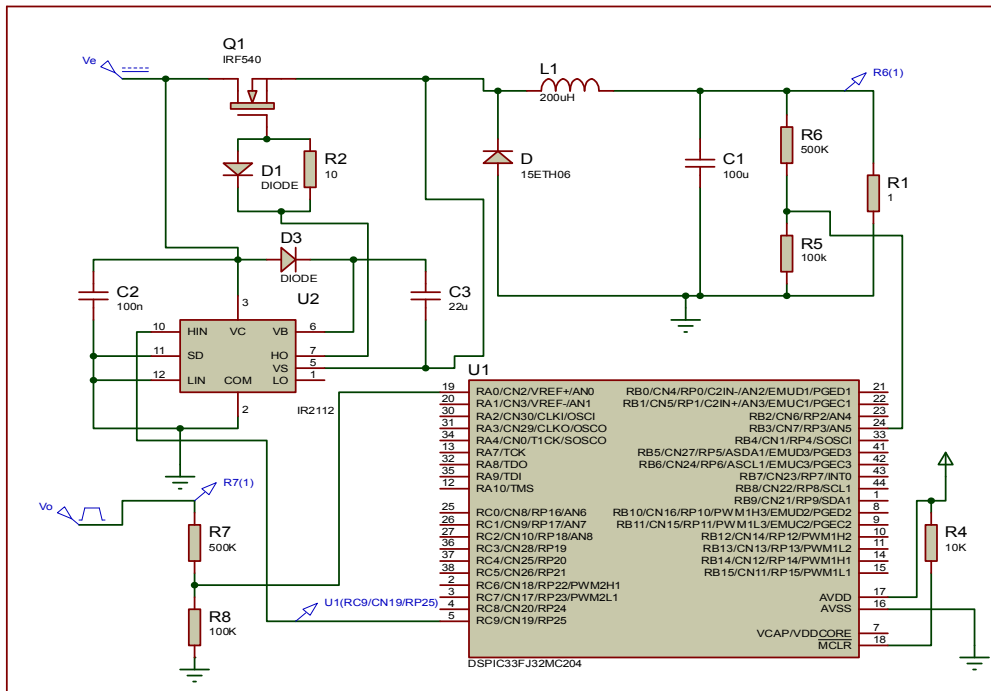 Q1
IRF540
Ve
L1
200uH
R6(1)
R6
500K
D
15ETH06
C1
100u
R1
1
R2
10
D1
DIODE
R5
100k
D3
DIODE
C2
100n
U2
C3
22u
3
10 HIN VC VB 6
11 SD HO 7
VS 5
12 LIN COM LO 1
2
IR2112
U1
19 RA0/CN2/VREF+/AN0 RB0/CN4/RP0/C2IN-/AN2/EMUD1/PGED1 21
20 RA1/CN3/VREF-/AN1 RB1/CN5/RP1/C2IN+/AN3/EMUC1/PGEC1 22
30 RA2/CN30/CLKI/OSCI RB2/CN6/RP2/AN4 23
31 RA3/CN29/CLKO/OSCO RB3/CN7/RP3/AN5 24
34 RA4/CN0/T1CK/SOSCO RB4/CN1/RP4/SOSCI 33
13 RA7/TCK RB5/CN27/RP5/ASDA1/EMUD3/PGED3 41
32 RA8/TDO RB6/CN24/RP6/ASCL1/EMUC3/PGEC3 42
35 RA9/TDI RB7/CN23/RP7/INT0 43
12 RA10/TMS RB8/CN22/RP8/SCL1 44
RB9/CN21/RP9/SDA1 1
25 RC0/CN8/RP16/AN6 RB10/CN16/RP10/PWM1H3/EMUD2/PGED2 8
26 RC1/CN9/RP17/AN7 RB11/CN15/RP11/PWM1L3/EMUC2/PGEC2 9
27 RC2/CN10/RP18/AN8 RB12/CN14/RP12/PWM1H2 10
36 RC3/CN28/RP19 RB13/CN13/RP13/PWM1L2 11
37 RC4/CN25/RP20 RB14/CN12/RP14/PWM1H1 14
38 RC5/CN26/RP21 RB15/CN11/RP15/PWM1L1 15
2 RC6/CN18/RP22/PWM2H1
3 RC7/CN17/RP23/PWM2L1 AVDD 17
4 RC8/CN20/RP24 AVSS 16
5 RC9/CN19/RP25
VCAP/VDDCORE 7
MCLR 18
DSPIC33FJ32MC204
R4
10K
R7(1)
Vo
R7
500K
R8
100K
U1(RC9/CN19/RP25)